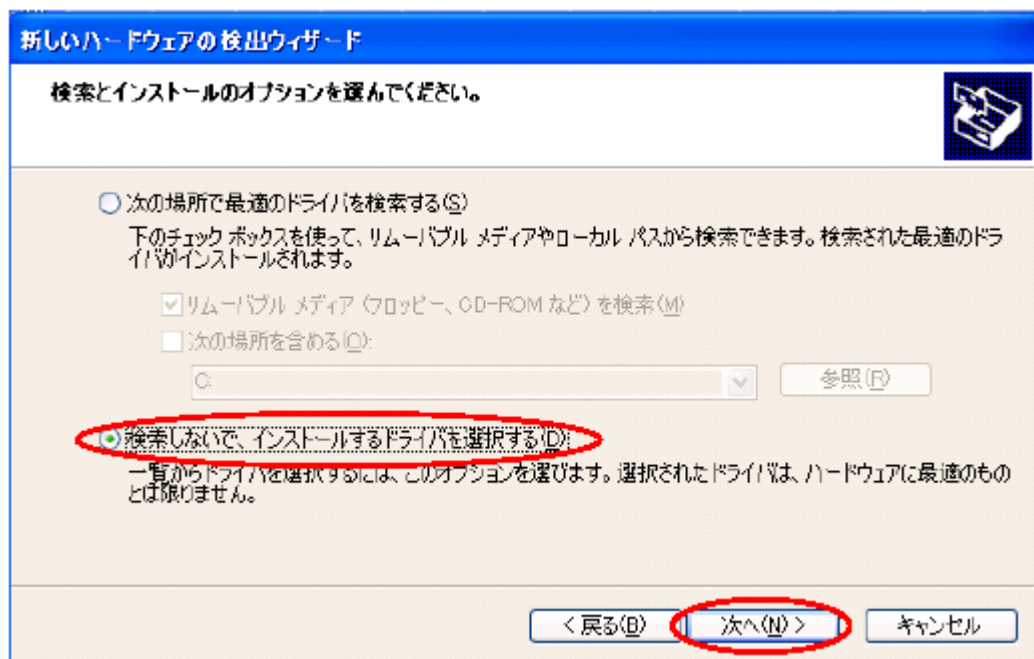 新しいハードウェアの検出ウィザード
検索とインストールのオプションを選んでください。
次の場所で最適のドライバを検索する(S)
下のチェック ボックスを使って、リムーバブル メディアやローカル パスから検索できます。検索された最適のドラ
イバがインストールされます。
リムーバブル メディア (フロッピー、CD-ROM など) を検索(M)
次の場所を含める(O):
C:
参照(R)
検索しないで、インストールするドライバを選択する(D)
一覧からドライバを選択するには、このオプションを選びます。選択されたドライバは、ハードウェアに最適のもの
とは限りません。
< 戻る(B)
次へ(N) >
キャンセル